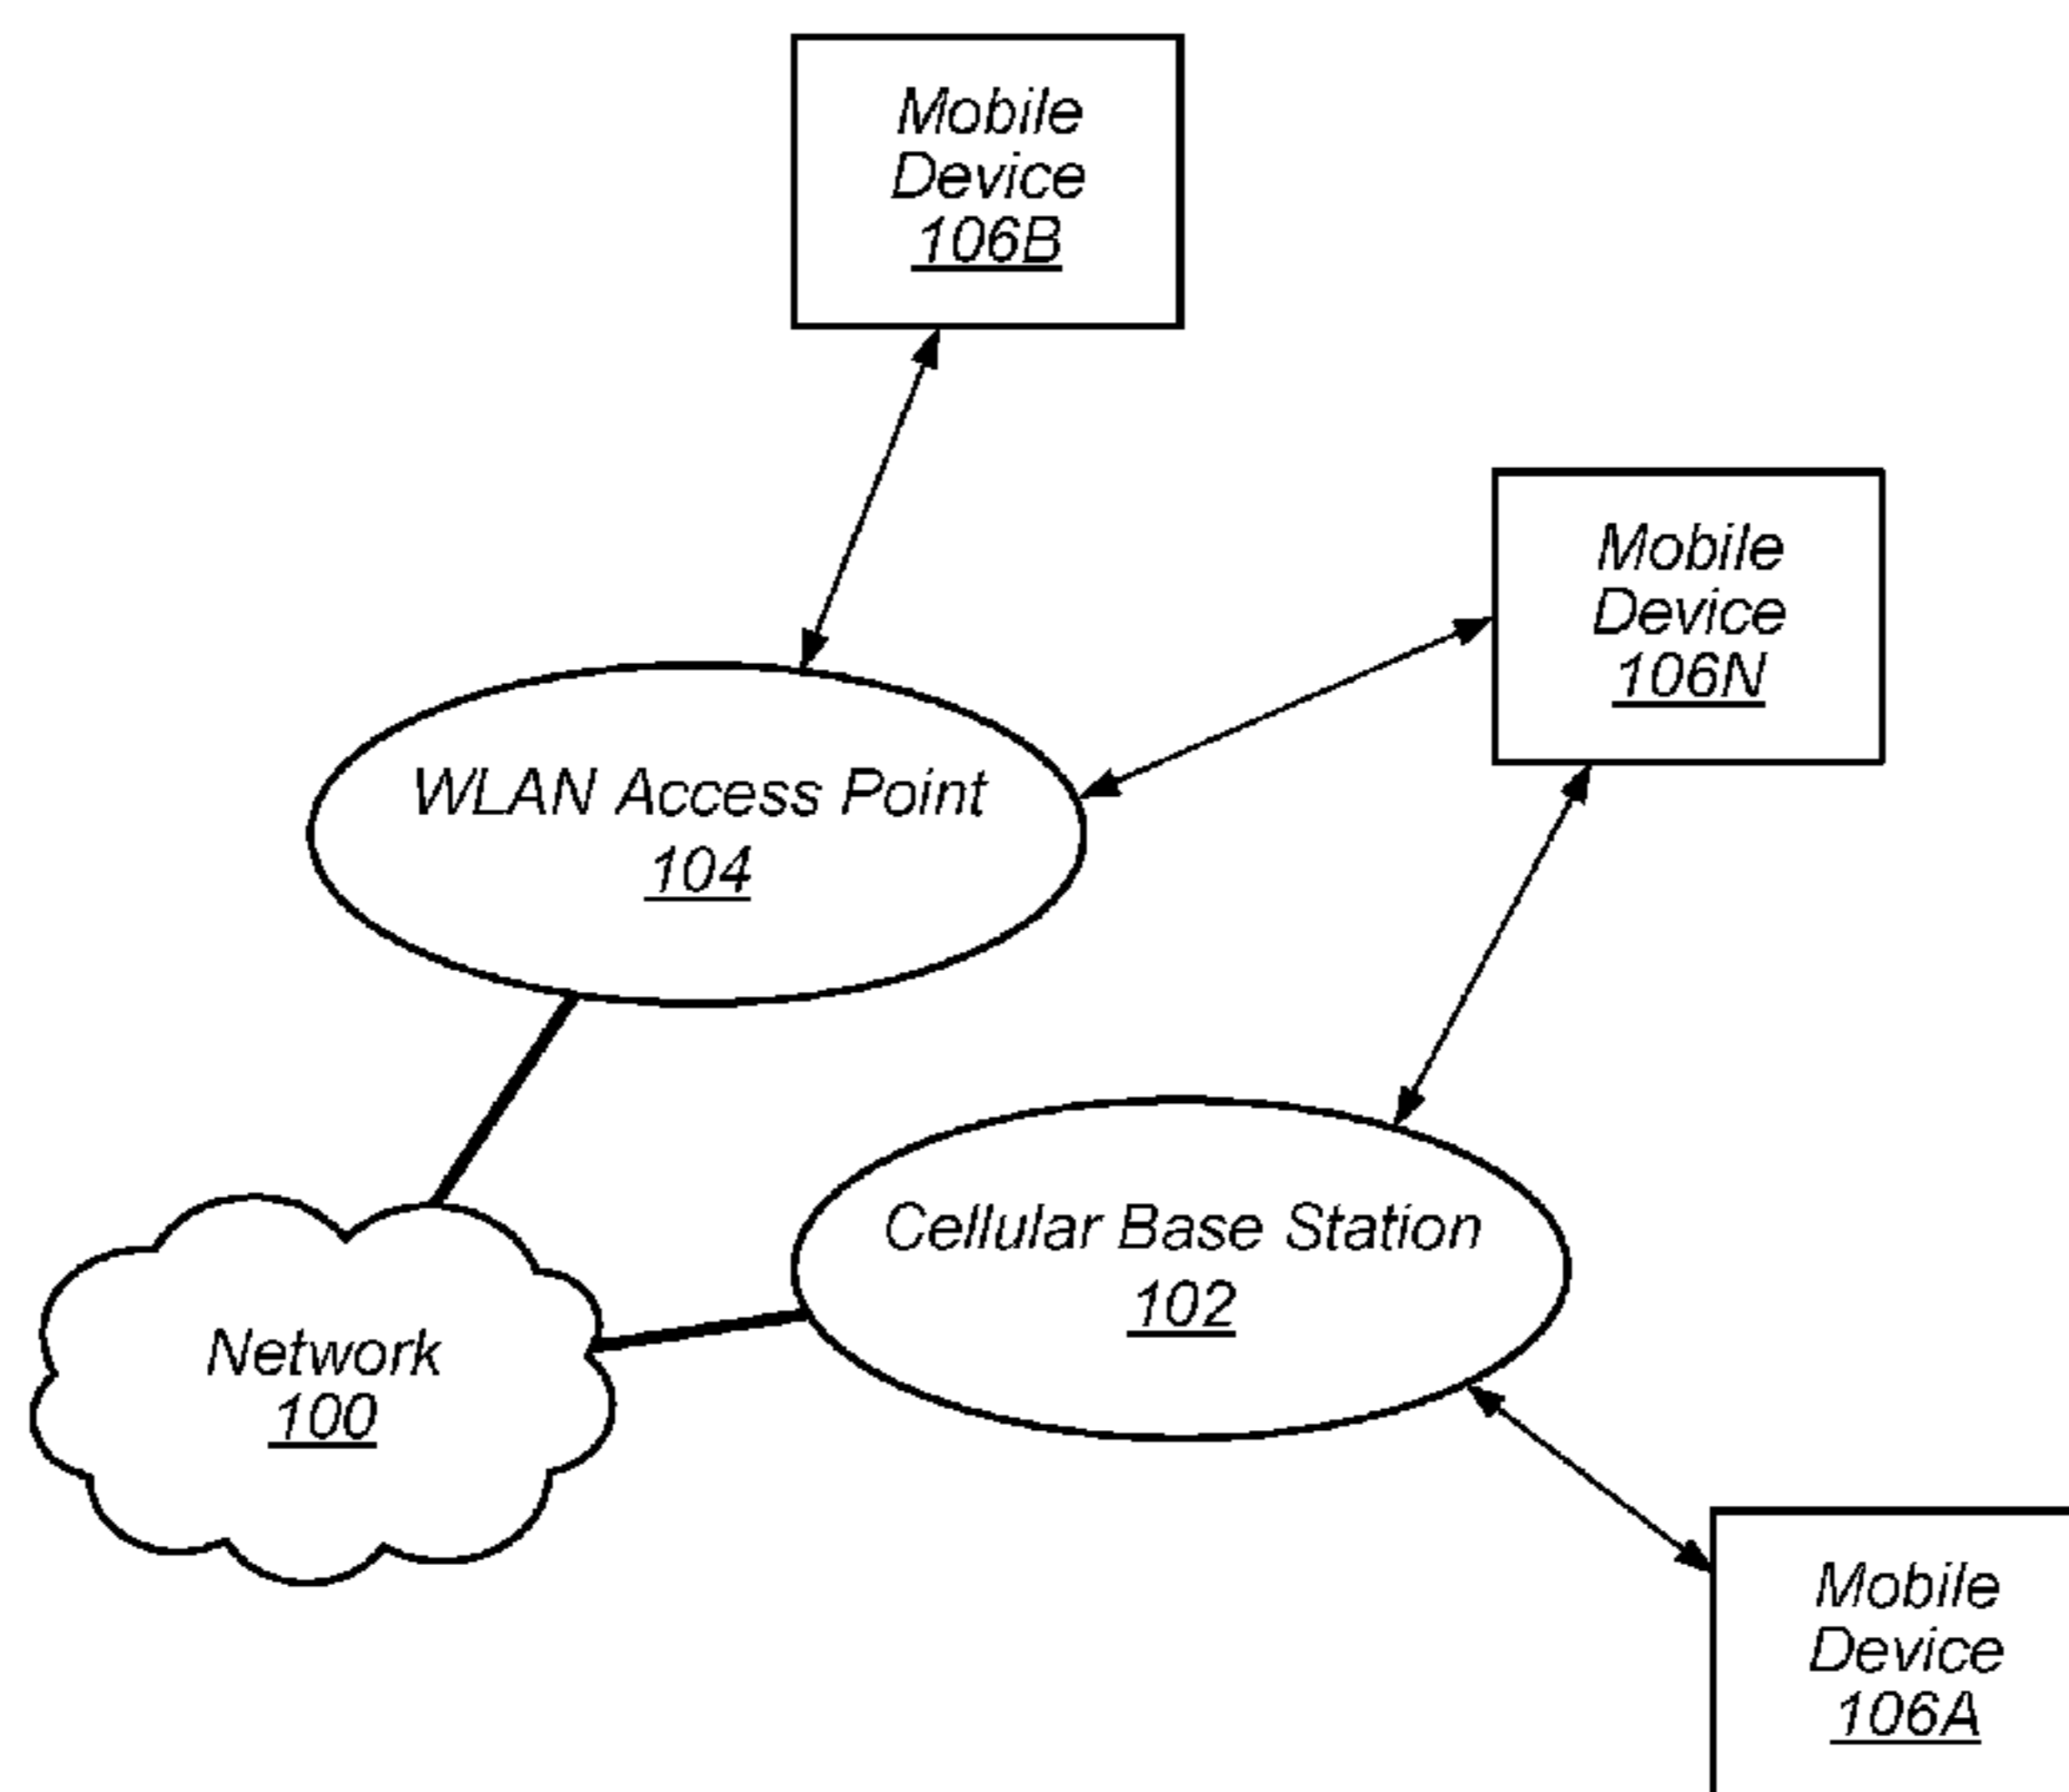 Mobile
Device
106B
Mobile
Device
106N
WLAN Access Point
104
Cellular Base Station
102
Network
100
Mobile
Device
106A